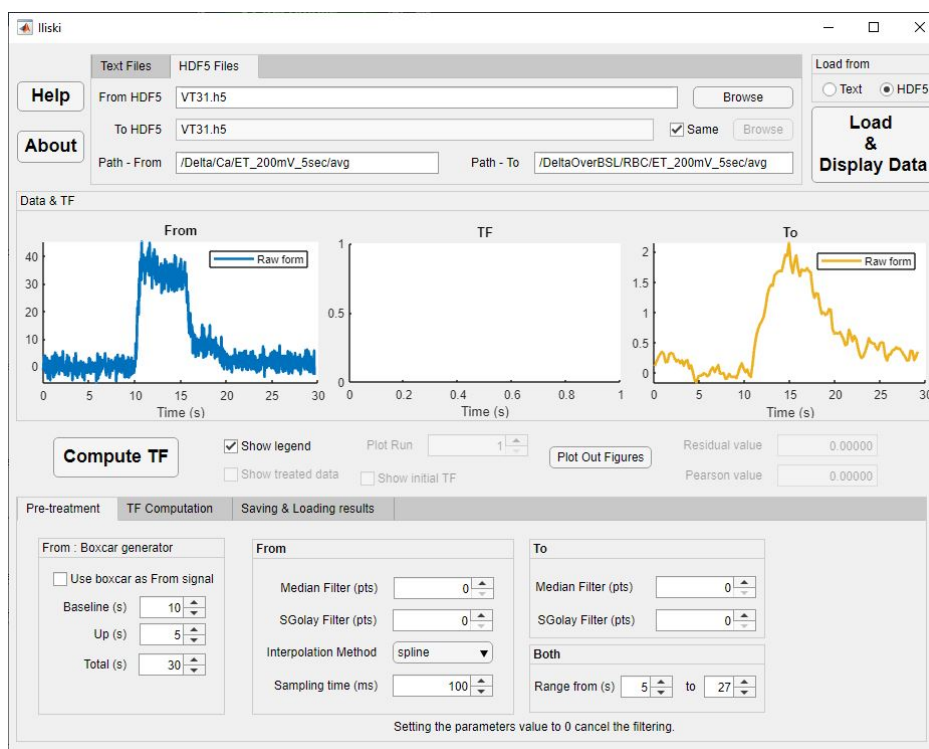 Iliski
Text Files HDF5 Files
Load from
Text HDF5
Help
From HDF5 VT31.h5 Browse
To HDF5 VT31.h5 Same Browse
About
Path - From /Delta/Ca/ET_200mV_5sec/avg Path - To /DeltaOverBSL/RBC/ET_200mV_5sec/avg
Load
&
Display Data
Data & TF
From TF To
Raw form
40
30
20
10
0
0 5 10 15 20 25 30
Time (s)
1
0.5
0
0 0.2 0.4 0.6 0.8 1
Time (s)
Raw form
2
1.5
1
0.5
0
0 5 10 15 20 25 30
Time (s)
Compute TF
Show legend Plot Run 1
Show treated data Show initial TF
Plot Out Figures
Residual value 0.00000
Pearson value 0.00000
Pre-treatment TF Computation Saving & Loading results
From : Boxcar generator
Use boxcar as From signal
Baseline (s) 10
Up (s) 5
Total (s) 30
From
Median Filter (pts) 0
SGolay Filter (pts) 0
Interpolation Method spline
Sampling time (ms) 100
To
Median Filter (pts) 0
SGolay Filter (pts) 0
Both
Range from (s) 5 to 27
Setting the parameters value to 0 cancel the filtering.